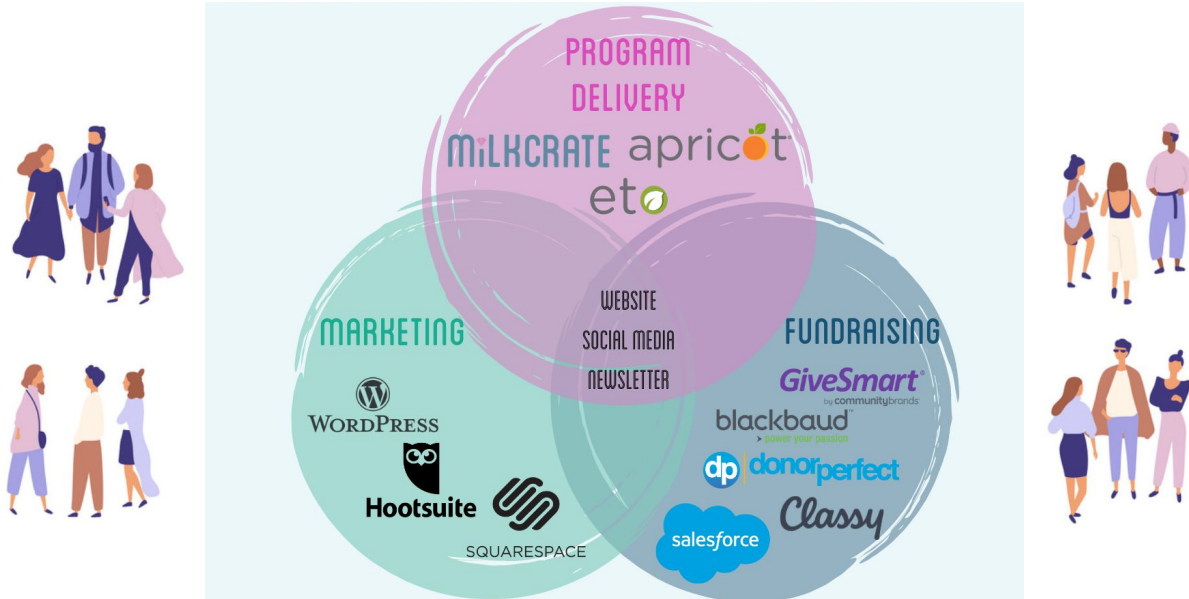 PROGRAM
DELIVERY
MiLKCRATE apricot
eto
WEBSITE
SOCIAL MEDIA
NEWSLETTER
MARKETING
WORDPRESS
Hootsuite
SQUARESPACE
FUNDRAISING
GiveSmart®
by communitybrands
blackbaud™
> power your passion
dp donorperfect
Classy
salesforce